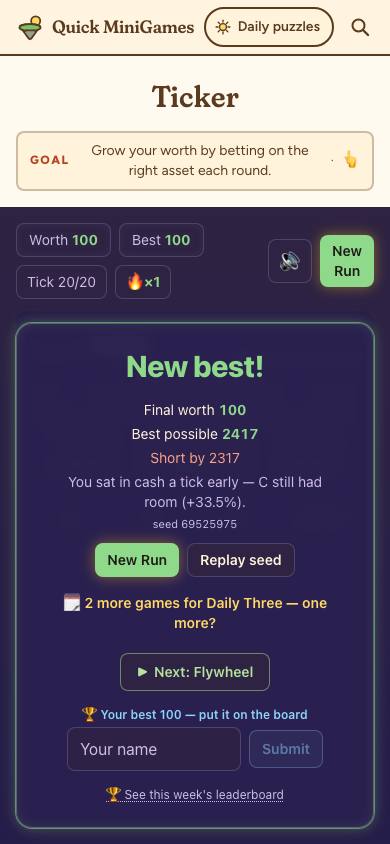 Quick MiniGames
Daily puzzles
Ticker
GOAL
Grow your worth by betting on the
right asset each round.
Worth 100
Best 100
Tick 20/20
×1
New
Run
New best!
Final worth 100
Best possible 2417
Short by 2317
You sat in cash a tick early — C still had
room (+33.5%).
seed 69525975
New Run
Replay seed
2 more games for Daily Three — one
more?
Next: Flywheel
Your best 100 — put it on the board
Your name
Submit
See this week's leaderboard